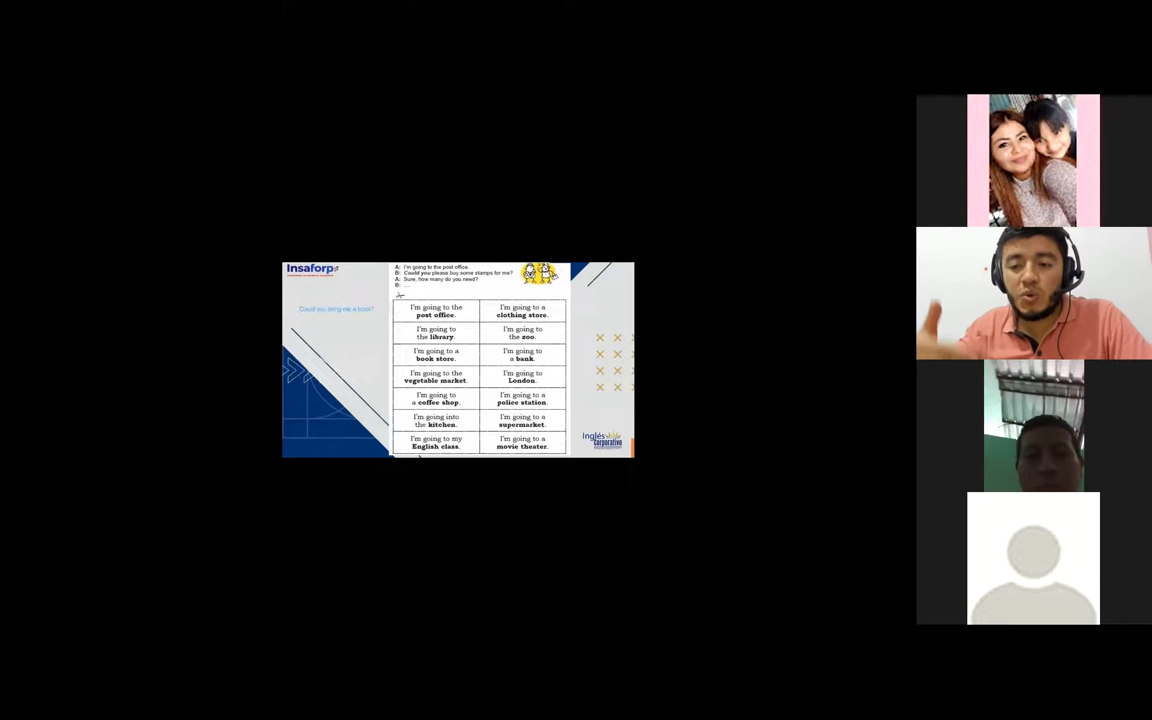 Insaforp
A: I'm going to the post office.
B: Could you please buy some stamps for me?
A: Sure, how many do you need?
B: ....
Could you bring me a book?
I'm going to the
post office.
I'm going to a
clothing store.
I'm going to
the library.
I'm going to
the zoo.
I'm going to a
book store.
I'm going to
a bank.
I'm going to the
vegetable market.
I'm going to
London.
I'm going to
a coffee shop.
I'm going to a
police station.
I'm going into
the kitchen.
I'm going to a
supermarket.
I'm going to my
English class.
I'm going to a
movie theater.
Inglés
Corporativo